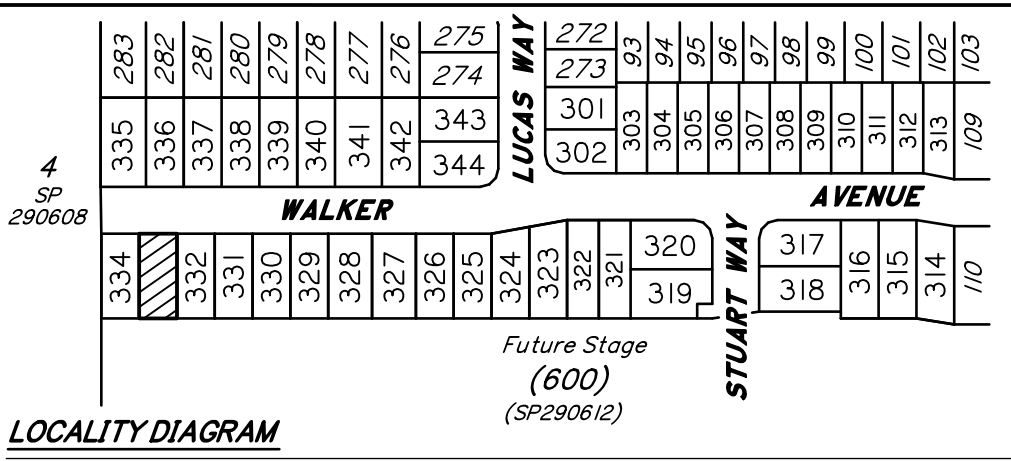 283 282 281 280 279 278 277 276 275 LUCAS WAY 272 93 94 95 96 97 98 99 100 101 102 103
274 273
335 336 337 338 339 340 341 342 343 301 303 304 305 306 307 308 309 310 311 312 313 109
344 302
4
SP
290608
WALKER AVENUE
334 332 331 330 329 328 327 326 325 324 323 322 321 320 STUART WAY 317 316 315 314 110
319 318
Future Stage
(600)
(SP290612)
LOCALITY DIAGRAM